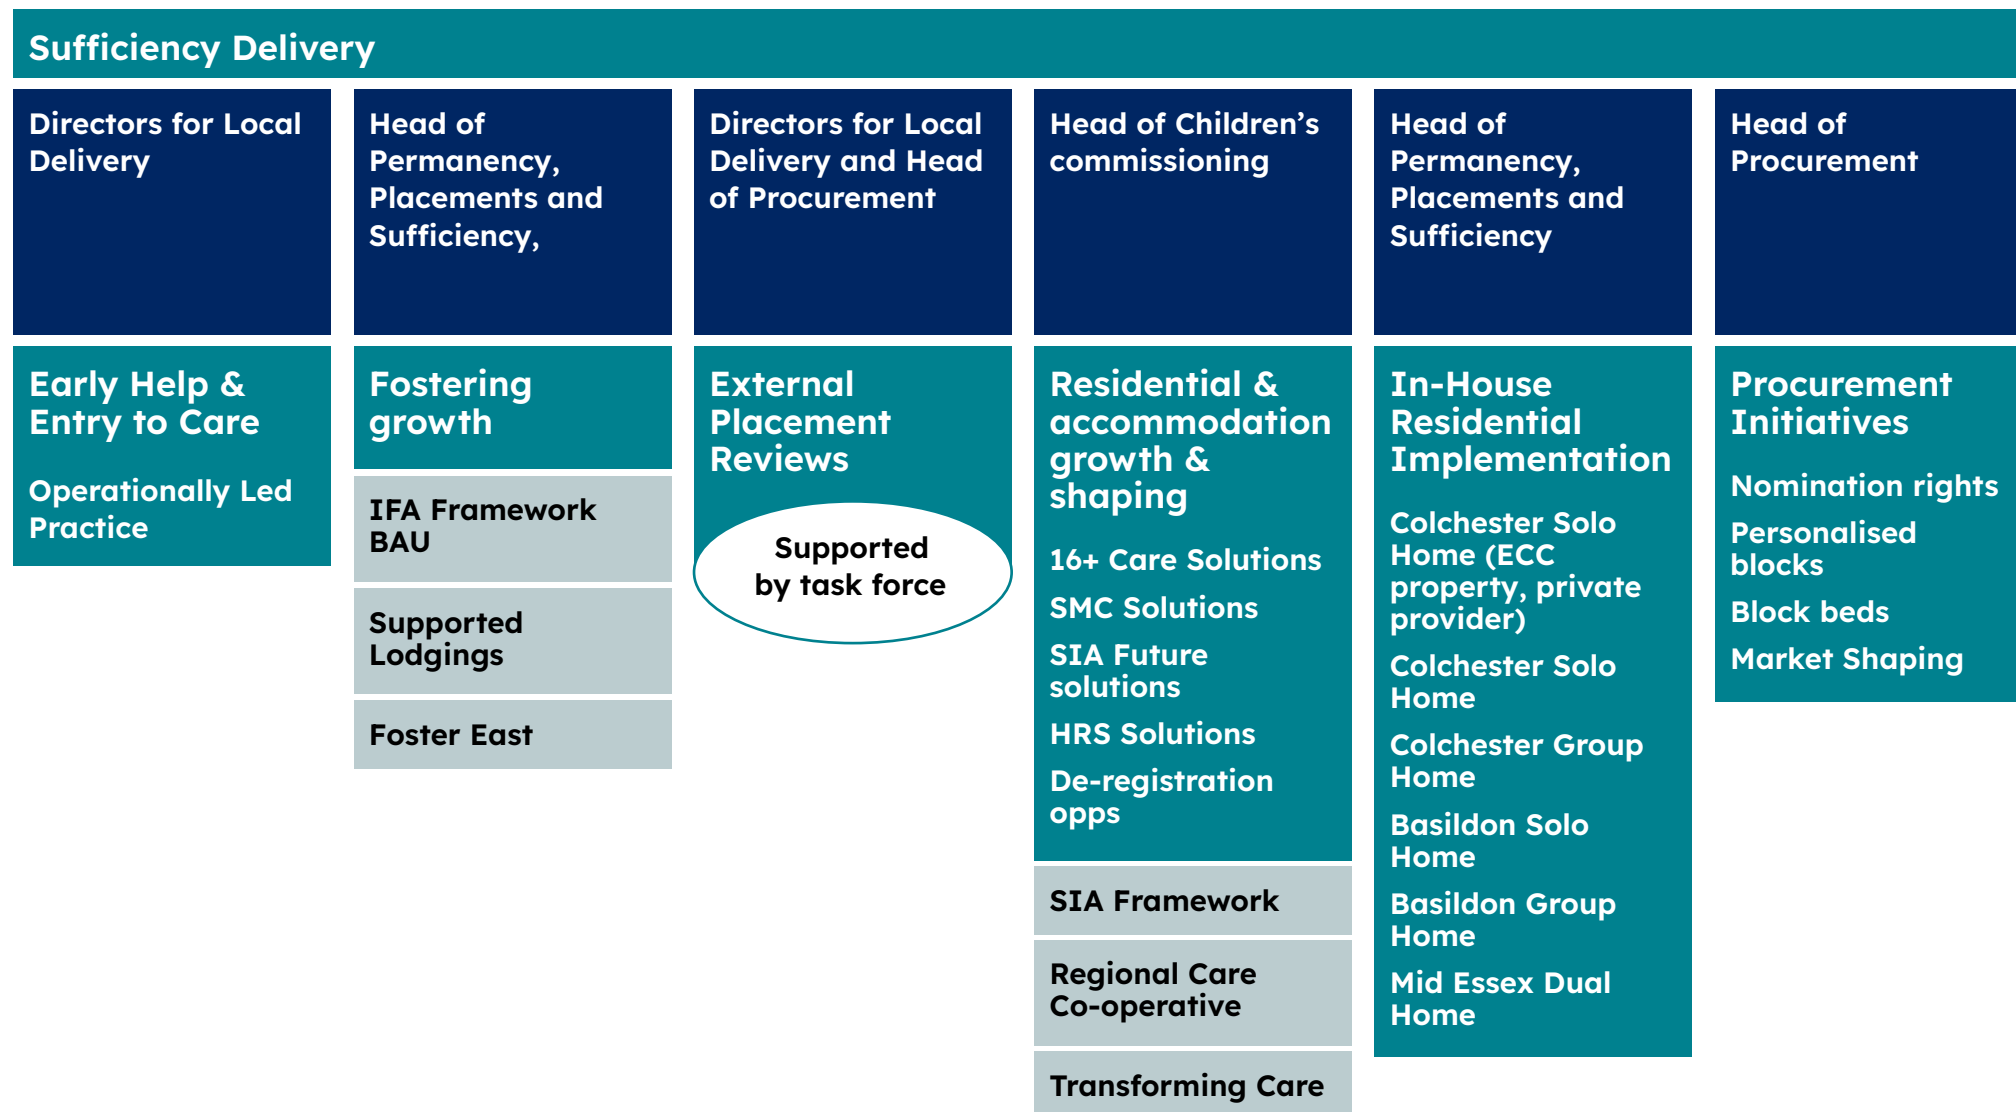 Sufficiency Delivery
Directors for Local
Delivery
Head of
Permanency,
Placements and
Sufficiency,
Directors for Local
Delivery and Head
of Procurement
Head of Children’s
commissioning
Head of
Permanency,
Placements and
Sufficiency
Head of
Procurement
Early Help &
Entry to Care
Operationally Led
Practice
Fostering
growth
IFA Framework
BAU
Supported
Lodgings
Foster East
External
Placement
Reviews
Supported
by task force
Residential &
accommodation
growth &
shaping
16+ Care Solutions
SMC Solutions
SIA Future
solutions
HRS Solutions
De-registration
opps
SIA Framework
Regional Care
Co-operative
Transforming Care
In-House
Residential
Implementation
Colchester Solo
Home (ECC
property, private
provider)
Colchester Solo
Home
Colchester Group
Home
Basildon Solo
Home
Basildon Group
Home
Mid Essex Dual
Home
Procurement
Initiatives
Nomination rights
Personalised
blocks
Block beds
Market Shaping